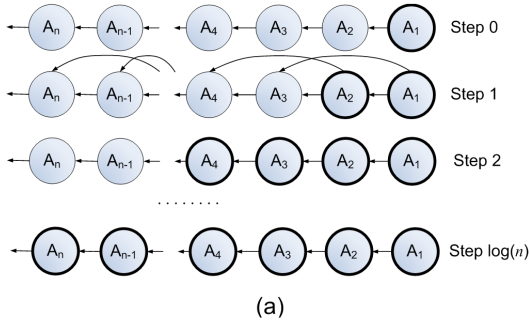 Aₙ Aₙ₋₁ A₄ A₃ A₂ A₁ Step 0
Aₙ Aₙ₋₁ A₄ A₃ A₂ A₁ Step 1
Aₙ Aₙ₋₁ A₄ A₃ A₂ A₁ Step 2
. . . . . . . .
Aₙ Aₙ₋₁ A₄ A₃ A₂ A₁ Step log(n)
(a)